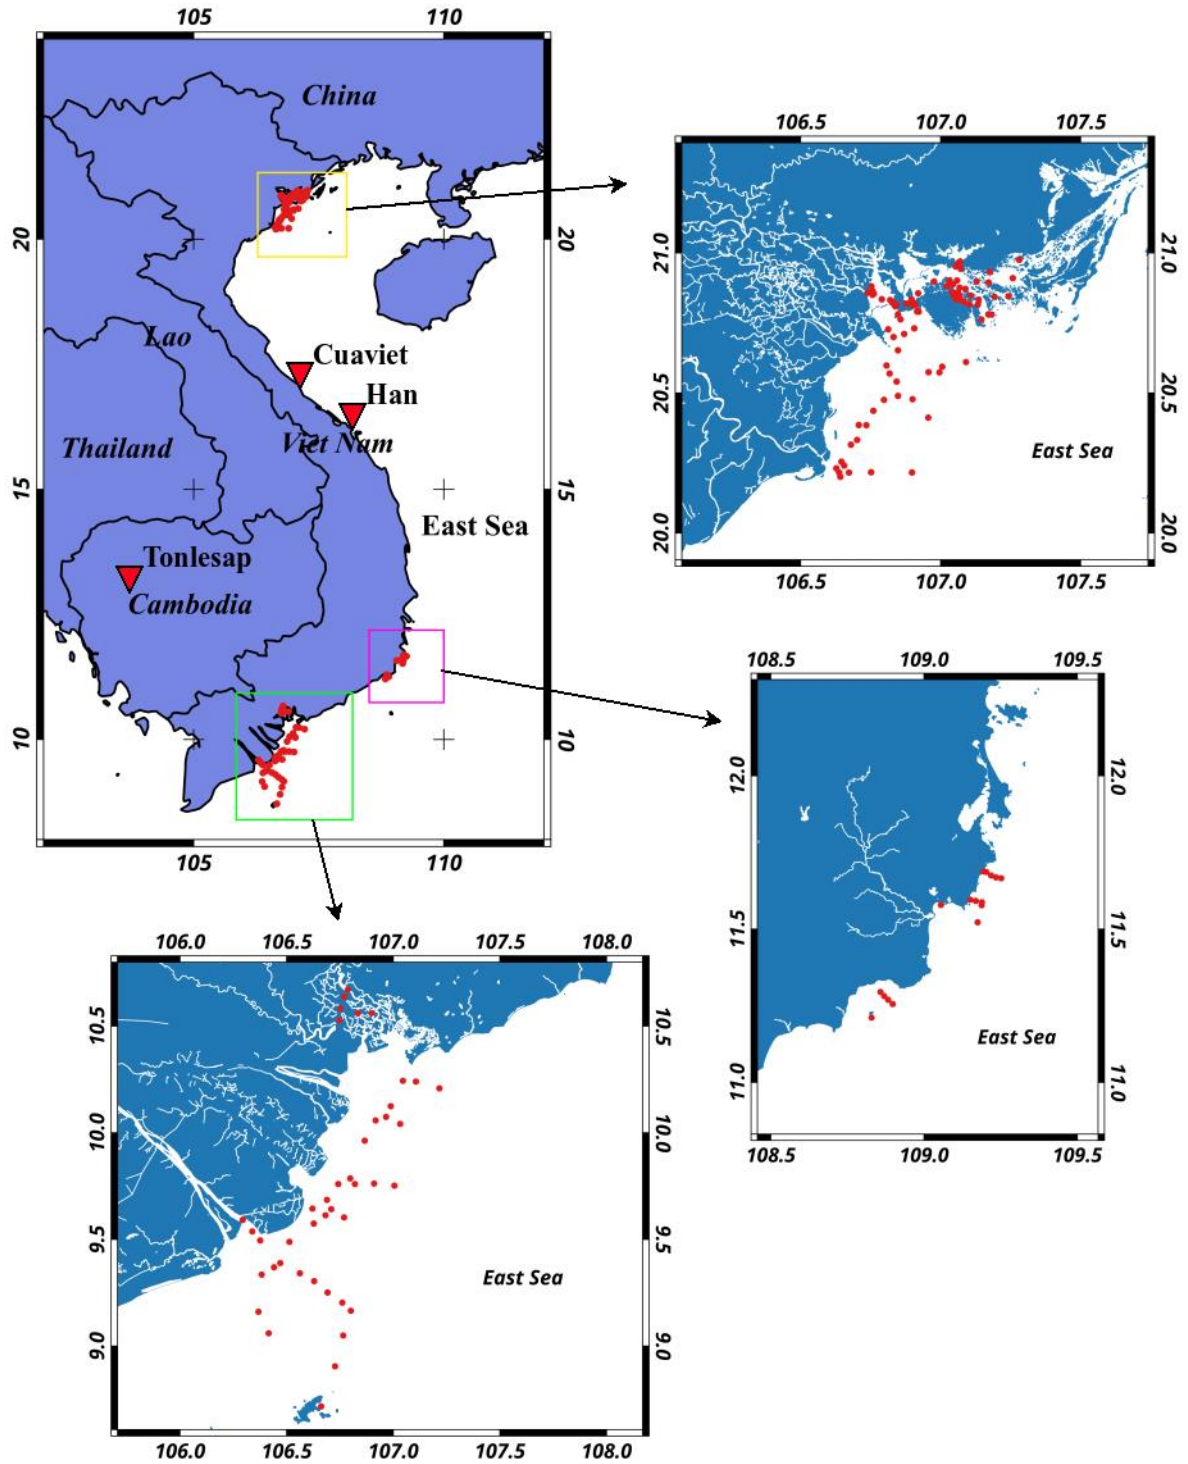 105 110
China
20 20
Lao
Cuaviet
Han
Viet Nam
Thailand
15 15
East Sea
Tonlesap
Cambodia
10 10
105 110
106.5 107.0 107.5
21.0 21.0
20.5 20.5
East Sea
20.0 20.0
106.5 107.0 107.5
108.5 109.0 109.5
12.0 12.0
11.5 11.5
East Sea
11.0 11.0
108.5 109.0 109.5
106.0 106.5 107.0 107.5 108.0
10.5 10.5
10.0 10.0
9.5 9.5
East Sea
9.0 9.0
106.0 106.5 107.0 107.5 108.0